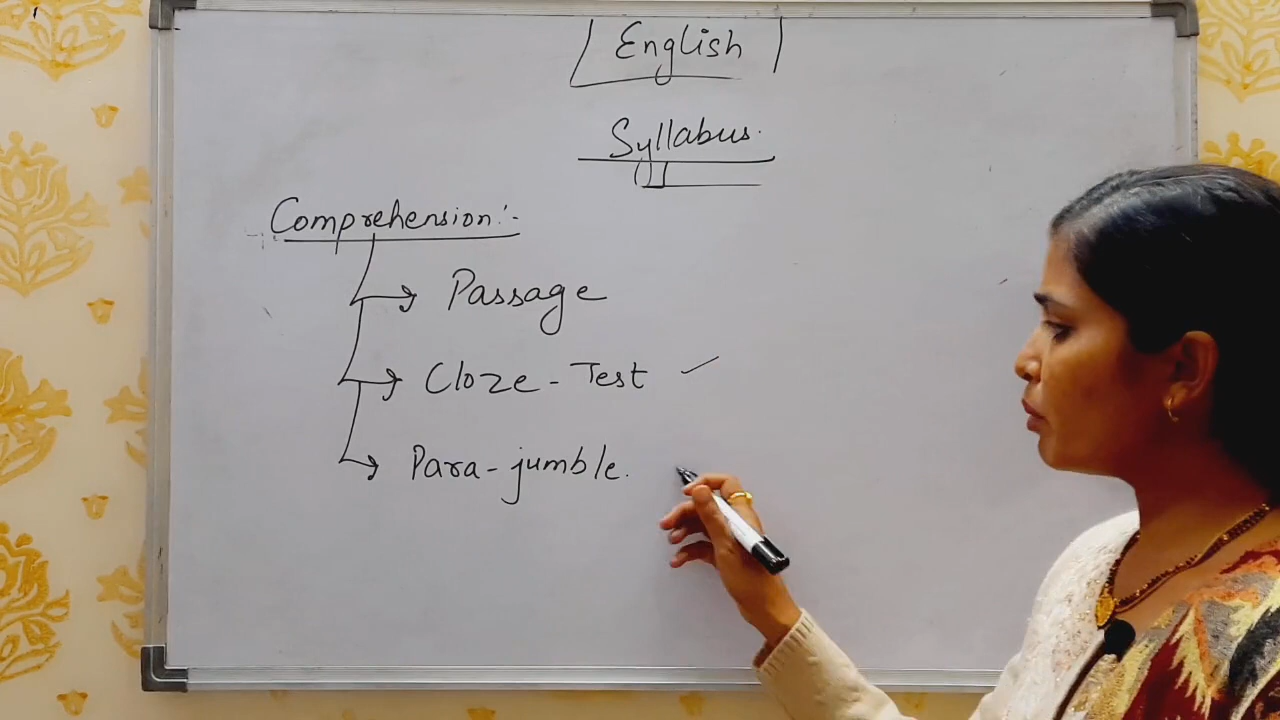 English
Syllabus.
Comprehension:-
Passage
Cloze-Test ✓
Para-jumble.